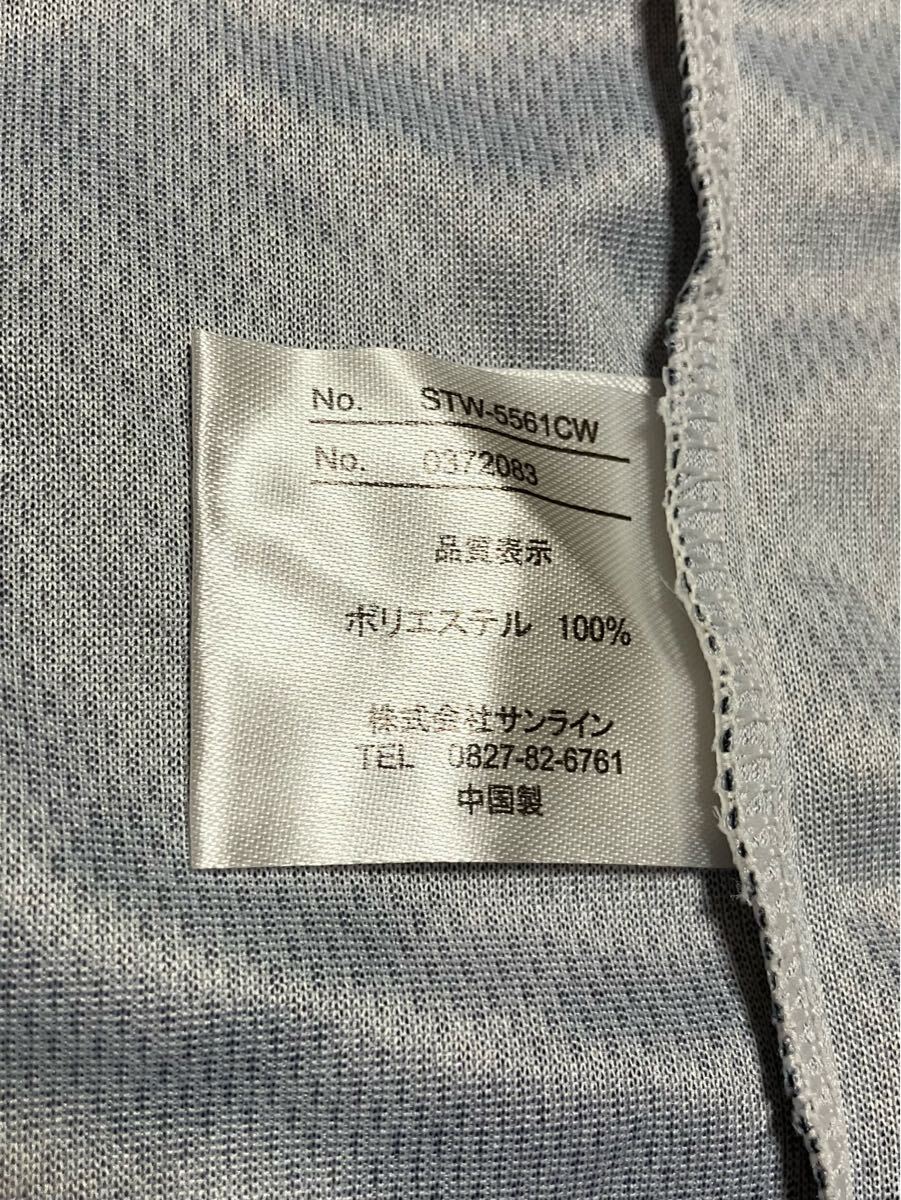 No. STW-5561CW
No. 0372083
品質表示
ポリエステル 100%
株式会社サンライン
TEL 0827-82-6761
中国製